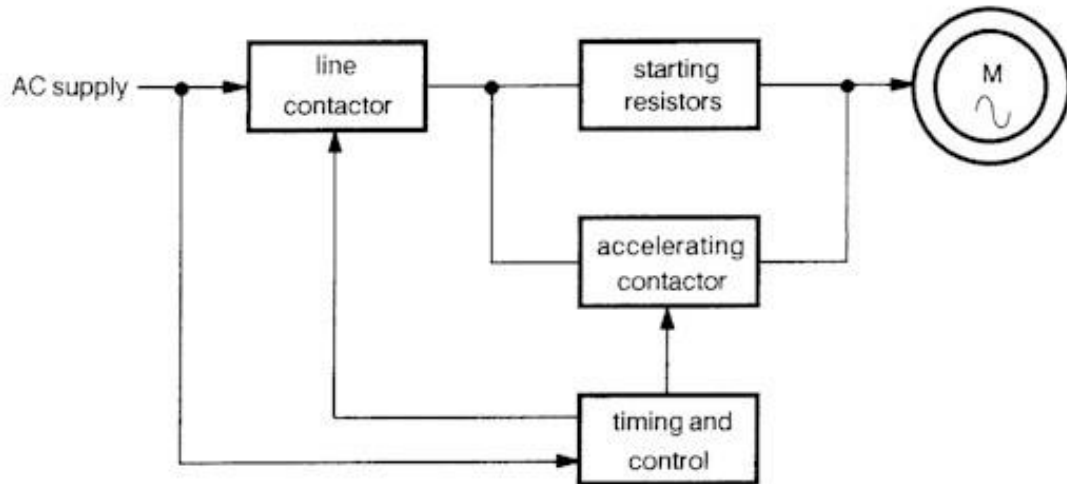 AC supply
line
contactor
starting
resistors
M
accelerating
contactor
timing and
control